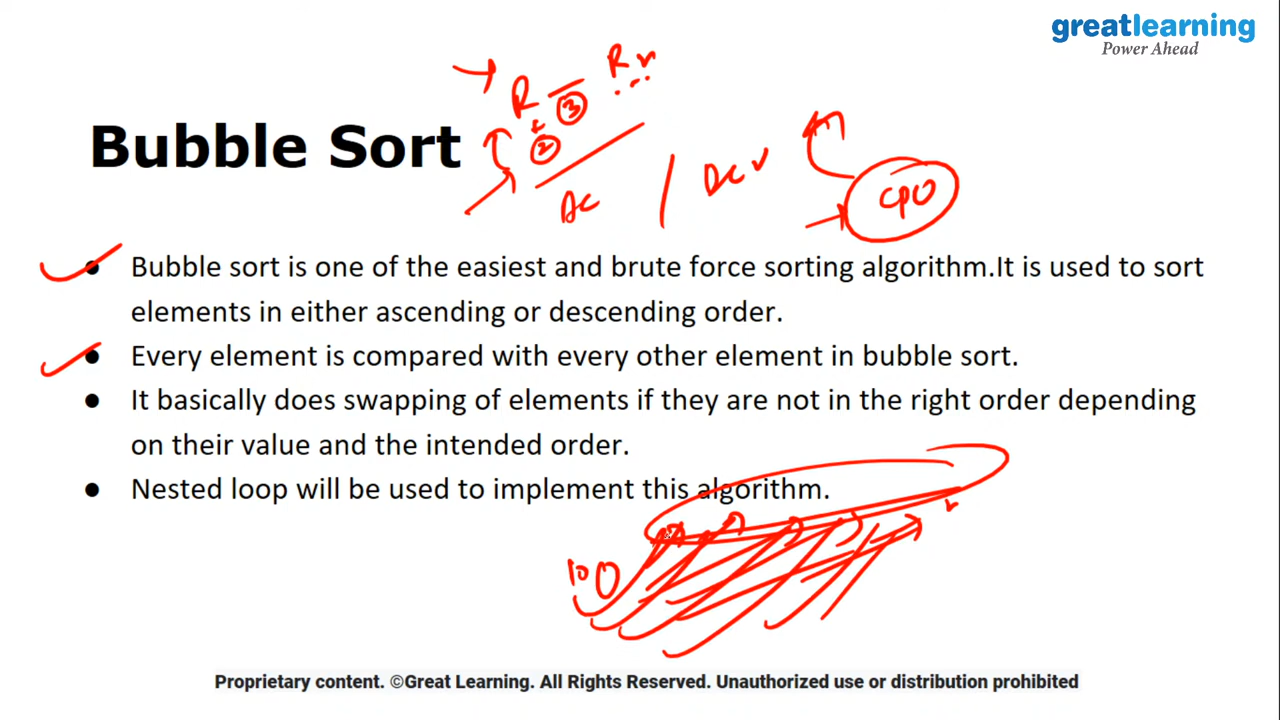 greatlearning
Power Ahead
R R
3
2
Bubble Sort
CPU
● Bubble sort is one of the easiest and brute force sorting algorithm.It is used to sort
elements in either ascending or descending order.
● Every element is compared with every other element in bubble sort.
● It basically does swapping of elements if they are not in the right order depending
on their value and the intended order.
● Nested loop will be used to implement this algorithm.
10
Proprietary content. ©Great Learning. All Rights Reserved. Unauthorized use or distribution prohibited